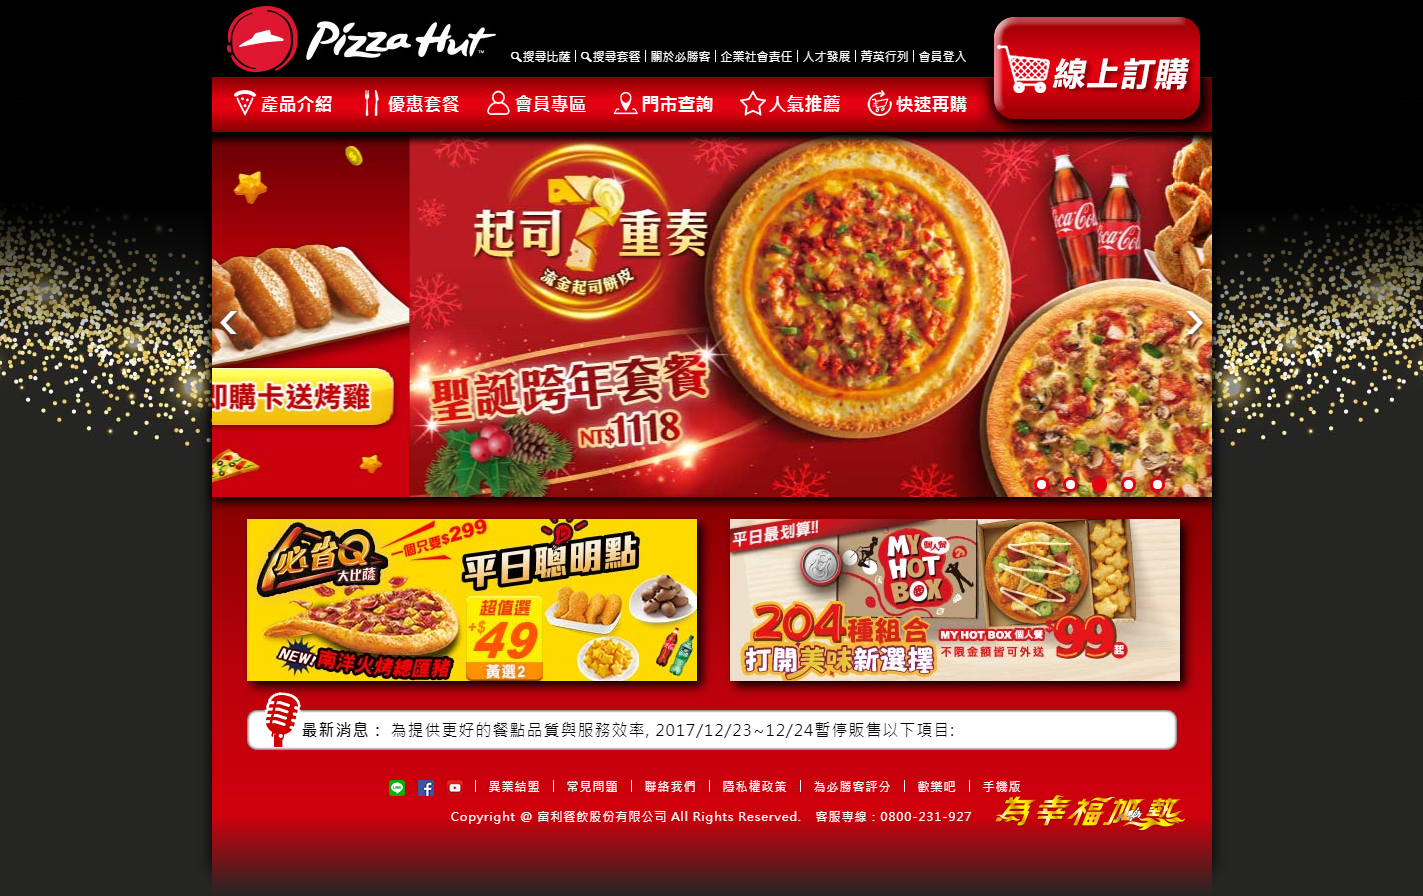 Pizza Hut
搜尋比薩 | 搜尋套餐 | 關於必勝客 | 企業社會責任 | 人才發展 | 菁英行列 | 會員登入
線上訂購
產品介紹 優惠套餐 會員專區 門市查詢 人氣推薦 快速再購
起司7重奏
流金起司餅皮
Coca-Cola
Coca-Cola
即購卡送烤雞
聖誕跨年套餐
NT$1118
必省Q
大比薩
一個只要$299
平日聰明點
超值選
+$49
黃選2
NEW! 南洋火烤總匯豬
平日最划算!!
MY HOT BOX 個人餐
204種組合
打開美味新選擇
MY HOT BOX 個人餐
不限金額皆可外送
$99起
最新消息： 為提供更好的餐點品質與服務效率, 2017/12/23~12/24暫停販售以下項目:
異業結盟 | 常見問題 | 聯絡我們 | 隱私權政策 | 為必勝客評分 | 歡樂吧 | 手機版
Copyright @ 富利餐飲股份有限公司 All Rights Reserved. 客服專線 : 0800-231-927
為幸福加熱